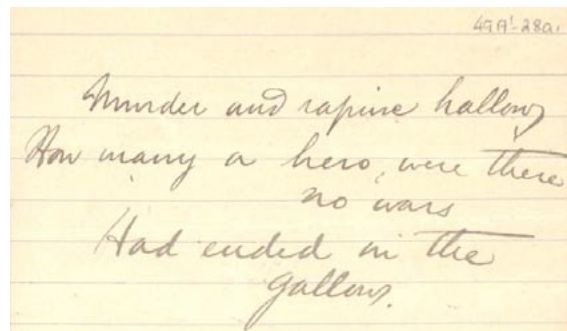 49A'-28a.
Murder and rapine hallow,
How many a hero, were there
no wars
Had ended in the
gallows.